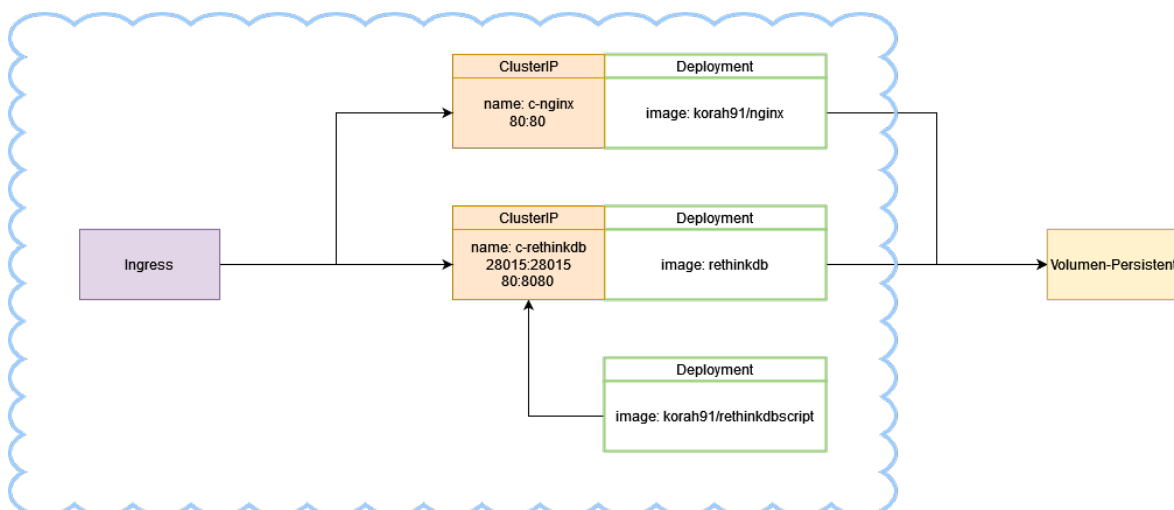 ClusterIP
Deployment
name: c-nginx
80:80
image: korah91/nginx
ClusterIP
Deployment
Ingress
name: c-rethinkdb
28015:28015
80:8080
image: rethinkdb
Volumen-Persistent
Deployment
image: korah91/rethinkdbscript